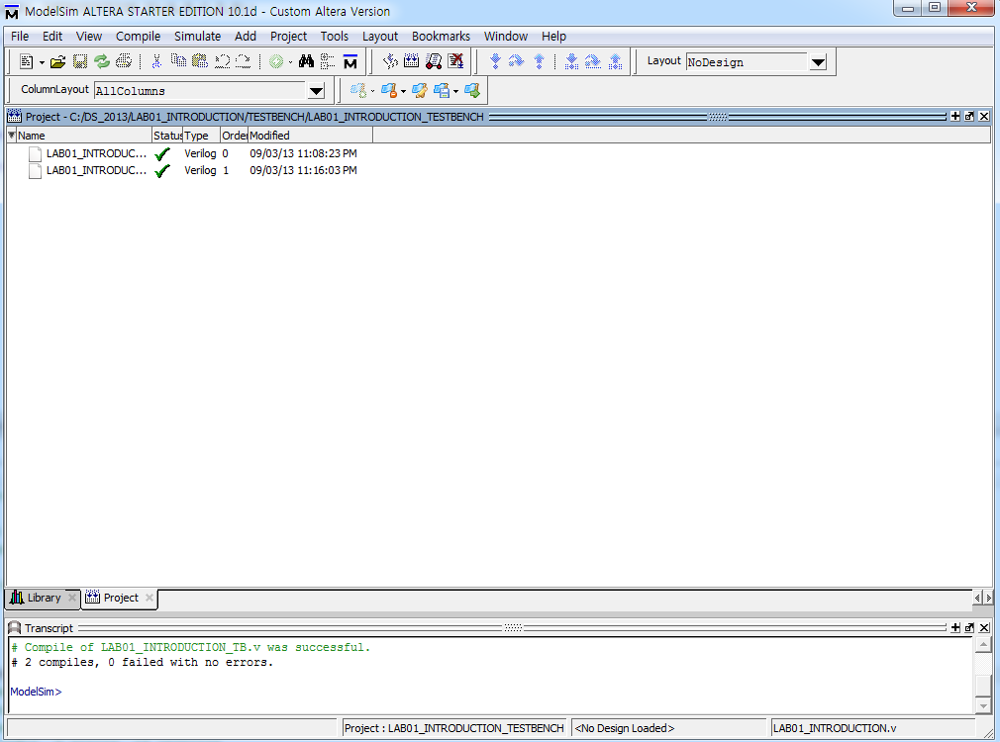 ModelSim ALTERA STARTER EDITION 10.1d - Custom Altera Version
File Edit View Compile Simulate Add Project Tools Layout Bookmarks Window Help
Layout NoDesign
ColumnLayout AllColumns
Project - C:/DS_2013/LAB01_INTRODUCTION/TESTBENCH/LAB01_INTRODUCTION_TESTBENCH
Name Status Type Order Modified
LAB01_INTRODUC... Verilog 0 09/03/13 11:08:23 PM
LAB01_INTRODUC... Verilog 1 09/03/13 11:16:03 PM
Library Project
Transcript
# Compile of LAB01_INTRODUCTION_TB.v was successful.
# 2 compiles, 0 failed with no errors.
ModelSim>
Project : LAB01_INTRODUCTION_TESTBENCH <No Design Loaded> LAB01_INTRODUCTION.v